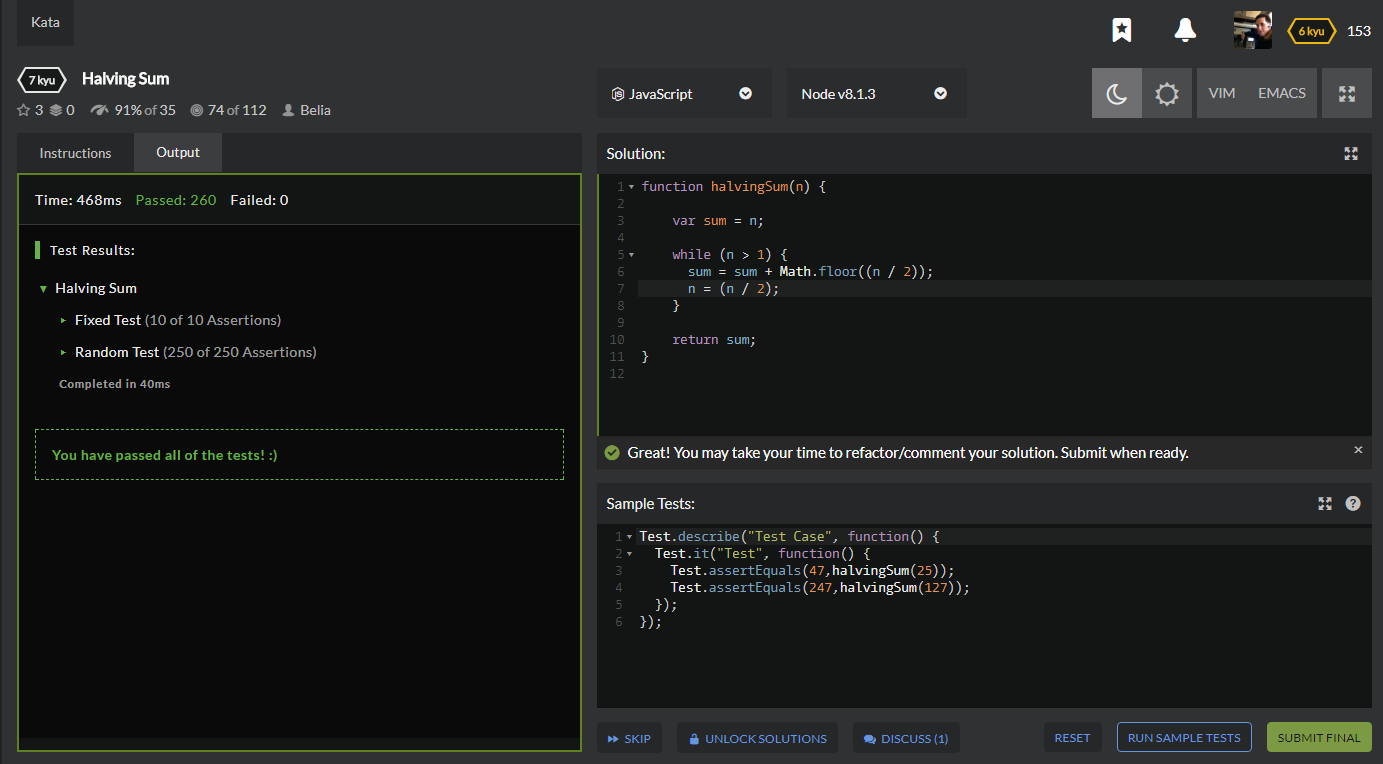 Kata
6 kyu 153
7 kyu Halving Sum
3 0 91% of 35 74 of 112 Belia
JavaScript
Node v8.1.3
VIM EMACS
Instructions Output
Time: 468ms Passed: 260 Failed: 0
Test Results:
Halving Sum
Fixed Test (10 of 10 Assertions)
Random Test (250 of 250 Assertions)
Completed in 40ms
You have passed all of the tests! :)
Solution:
1 function halvingSum(n) {
2
3 var sum = n;
4
5 while (n > 1) {
6 sum = sum + Math.floor((n / 2));
7 n = (n / 2);
8 }
9
10 return sum;
11 }
12
Great! You may take your time to refactor/comment your solution. Submit when ready.
Sample Tests:
1 Test.describe("Test Case", function() {
2 Test.it("Test", function() {
3 Test.assertEquals(47,halvingSum(25));
4 Test.assertEquals(247,halvingSum(127));
5 });
6 });
SKIP UNLOCK SOLUTIONS DISCUSS (1) RESET RUN SAMPLE TESTS SUBMIT FINAL